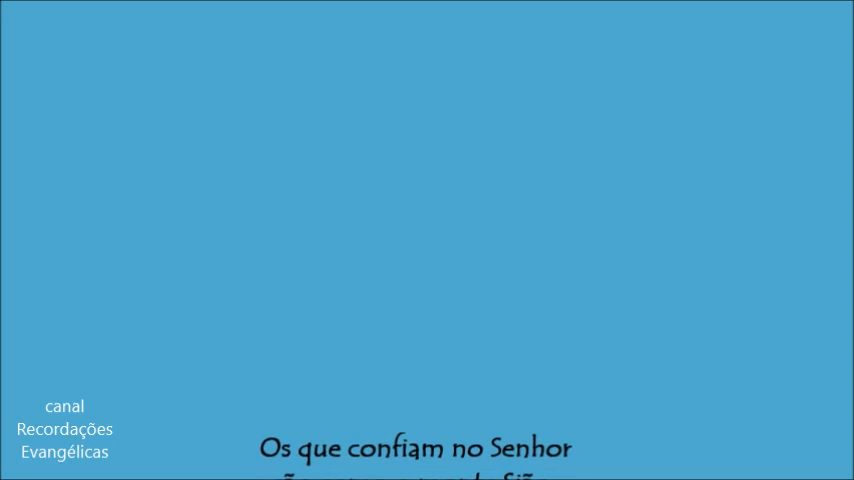 canal
Recordações
Evangélicas
Os que confiam no Senhor